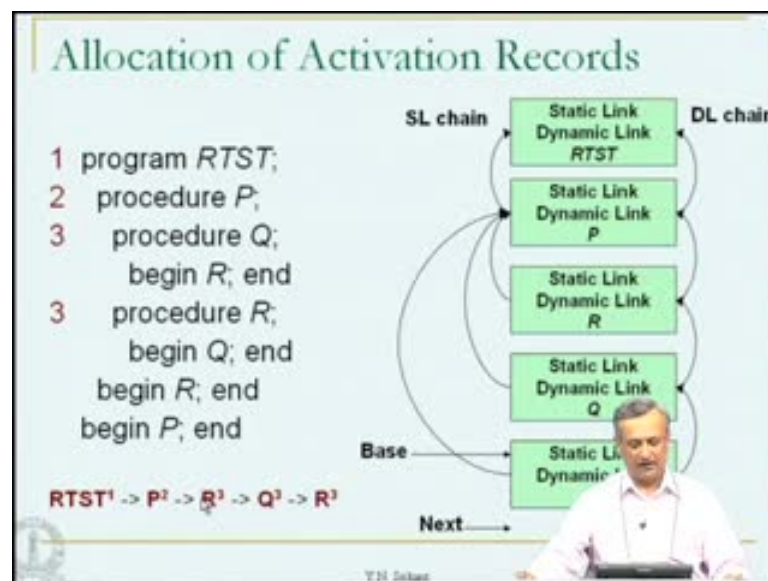 Allocation of Activation Records
1 program RTST;
2 procedure P;
3 procedure Q;
begin R; end
3 procedure R;
begin Q; end
begin R; end
begin P; end
RTST¹ -> P² -> R³ -> Q³ -> R³
SL chain
DL chain
Static Link
Dynamic Link
RTST
Static Link
Dynamic Link
P
Static Link
Dynamic Link
R
Static Link
Dynamic Link
Q
Base
Static
Dynamic
Next
Y.N.